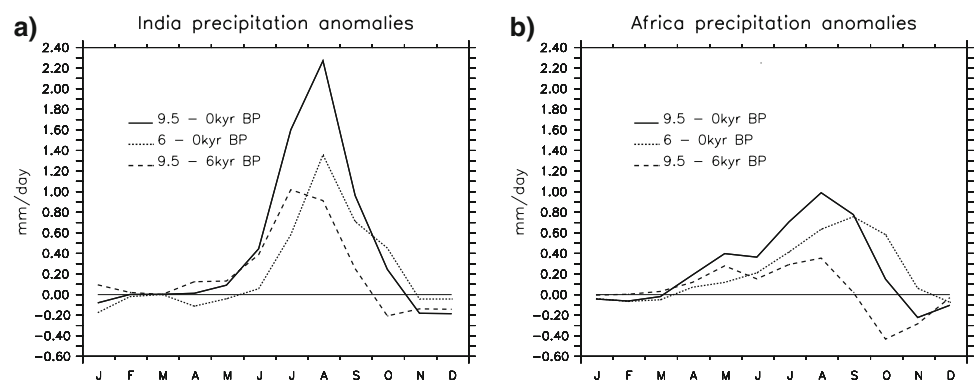 a)
India precipitation anomalies
mm/day
2.40
2.20
2.00
1.80
1.60
1.40
1.20
1.00
0.80
0.60
0.40
0.20
0.00
-0.20
-0.40
-0.60
9.5 - 0kyr BP
6 - 0kyr BP
9.5 - 6kyr BP
J F M A M J J A S O N D
b)
Africa precipitation anomalies
mm/day
2.40
2.20
2.00
1.80
1.60
1.40
1.20
1.00
0.80
0.60
0.40
0.20
0.00
-0.20
-0.40
-0.60
9.5 - 0kyr BP
6 - 0kyr BP
9.5 - 6kyr BP
J F M A M J J A S O N D